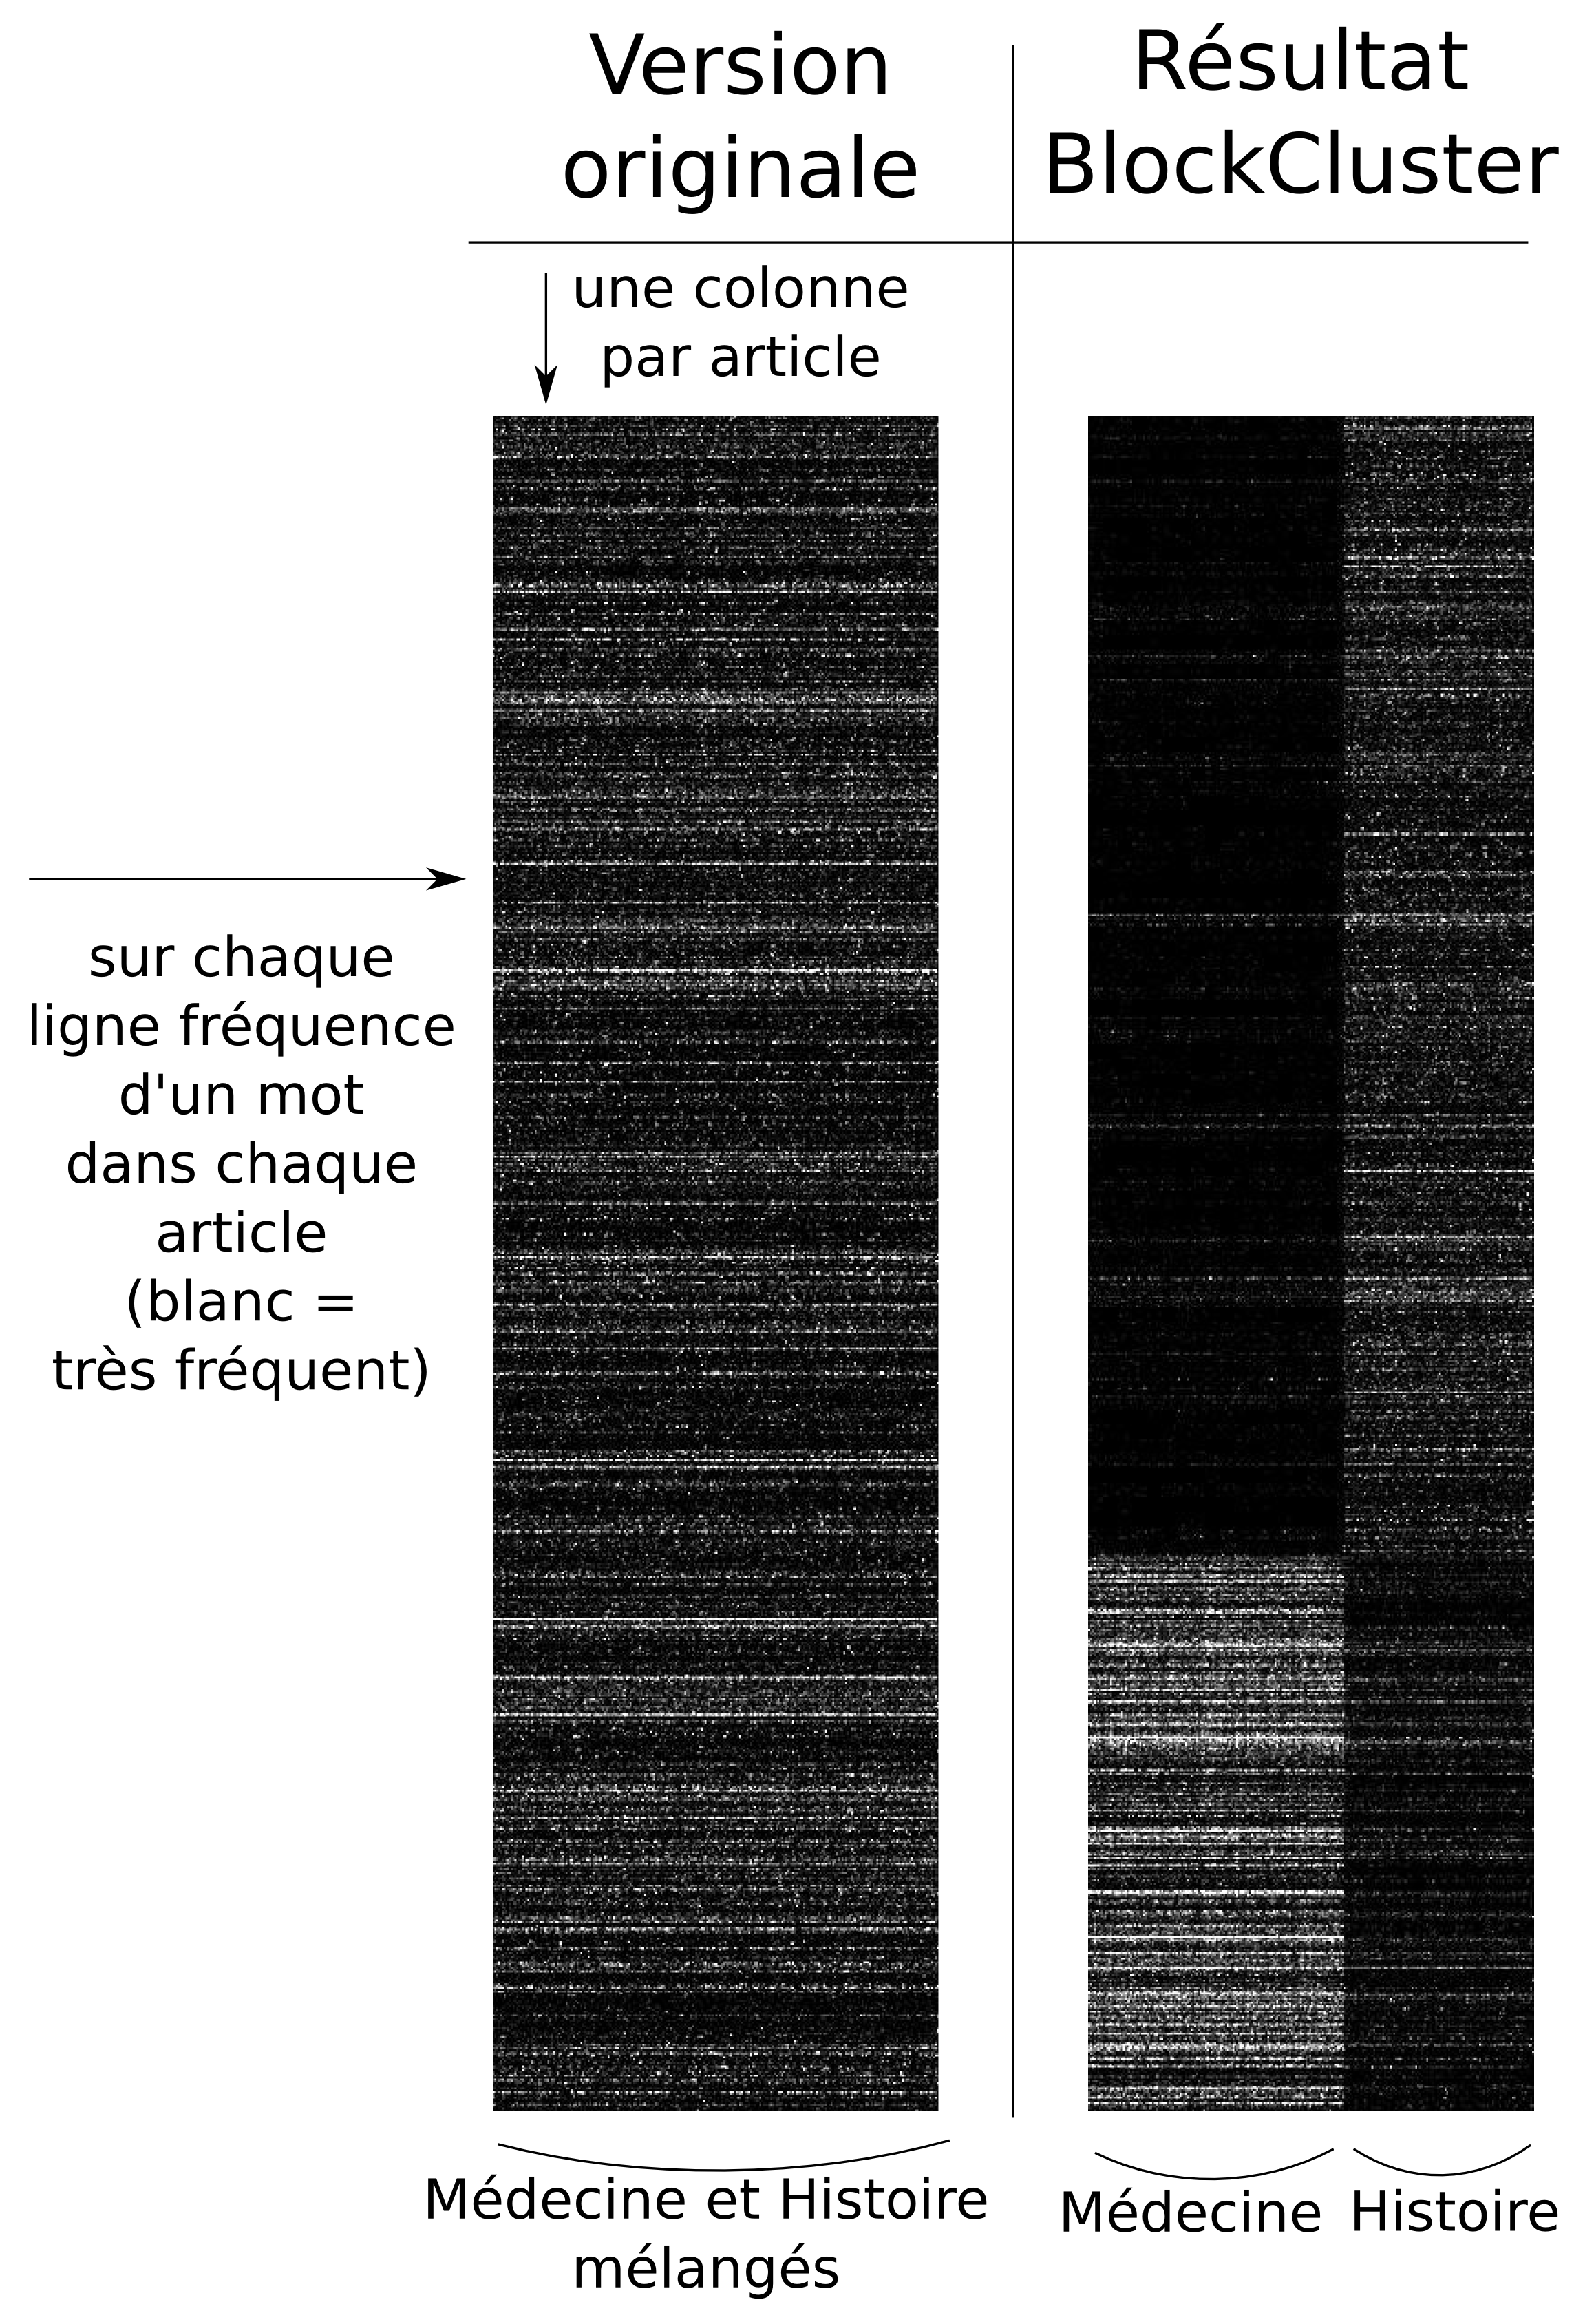 Version
originale
Résultat
BlockCluster
une colonne
par article
sur chaque
ligne fréquence
d'un mot
dans chaque
article
(blanc =
très fréquent)
Médecine et Histoire
mélangés
Médecine
Histoire